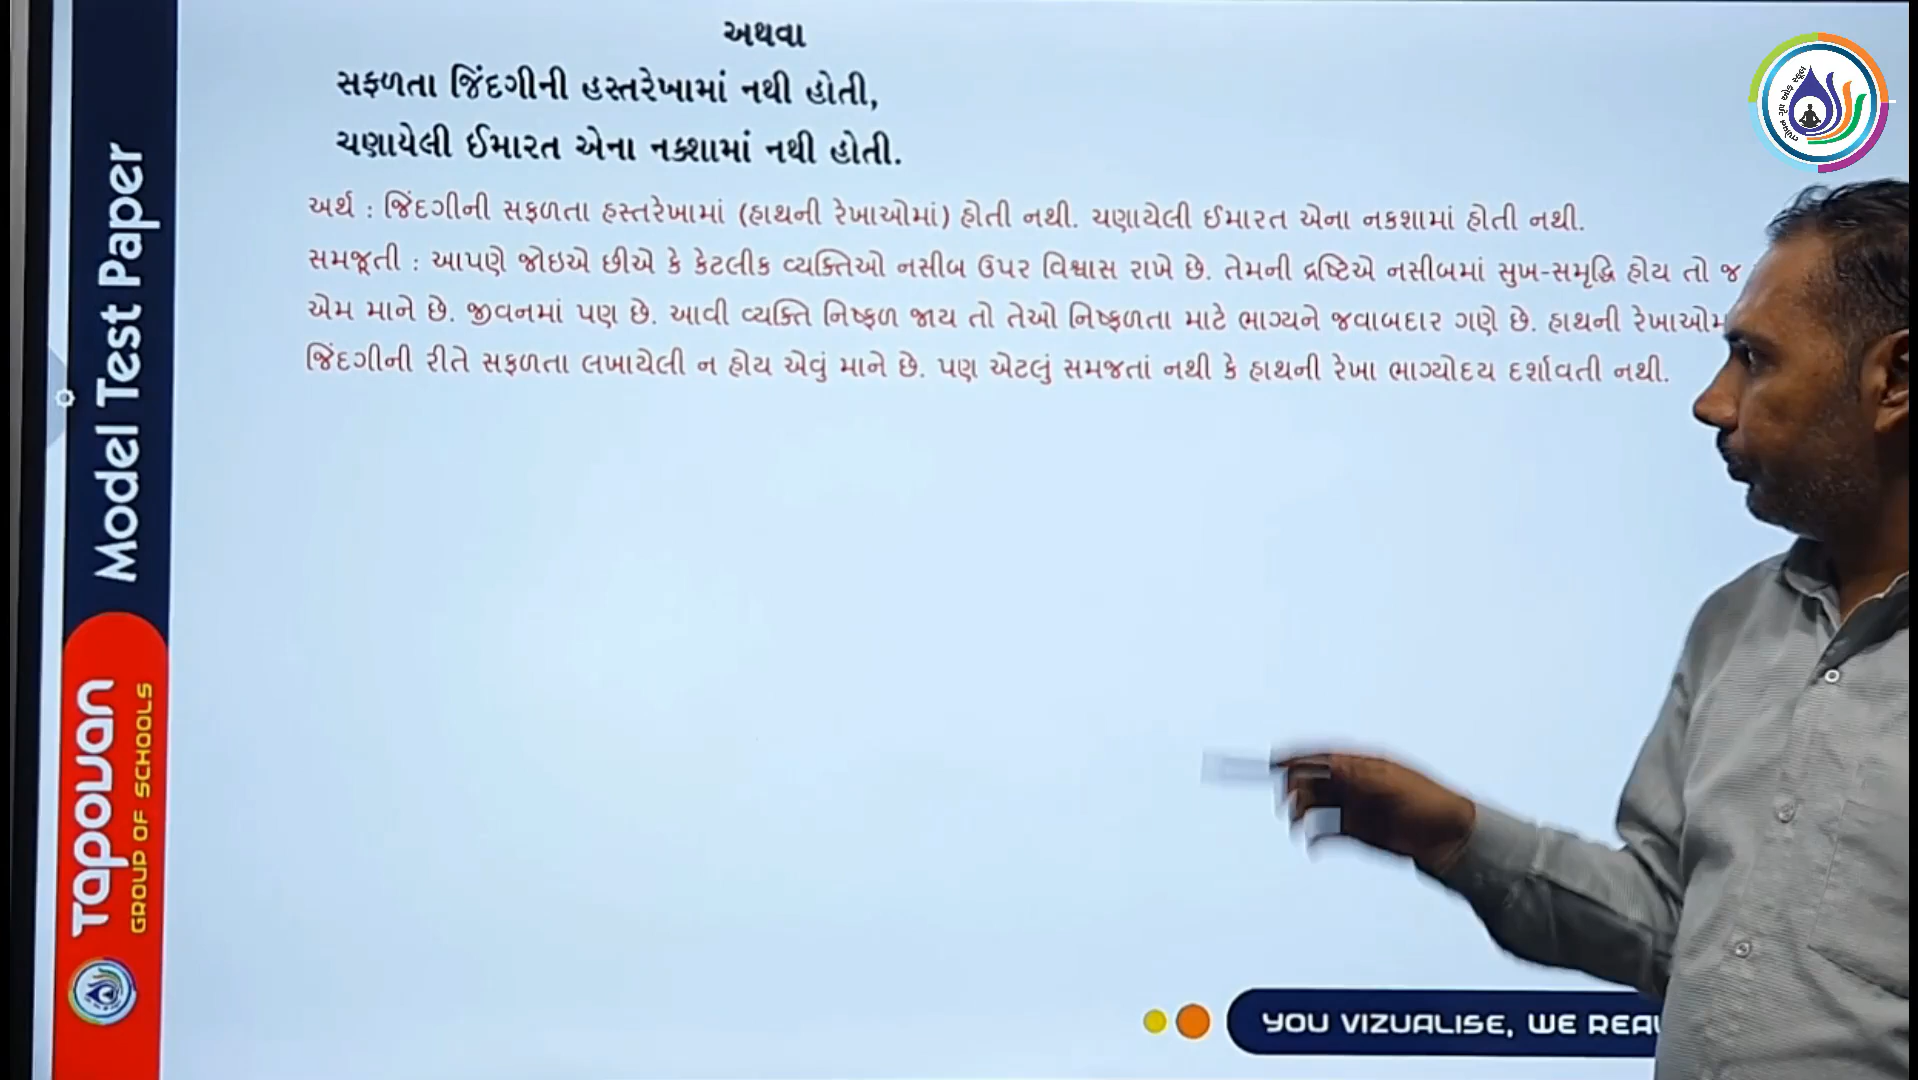 અથવા
સફળતા જિંદગીની હસ્તરેખામાં નથી હોતી,
ચણાયેલી ઈમારત એના નક્શામાં નથી હોતી.
અર્થ : જિંદગીની સફળતા હસ્તરેખામાં (હાથની રેખાઓમાં) હોતી નથી. ચણાયેલી ઈમારત એના નકશામાં હોતી નથી.
સમજૂતી : આપણે જોઇએ છીએ કે કેટલીક વ્યક્તિઓ નસીબ ઉપર વિશ્વાસ રાખે છે. તેમની દ્રષ્ટિએ નસીબમાં સુખ-સમૃદ્ધિ હોય તો જ
એમ માને છે. જીવનમાં પણ છે. આવી વ્યક્તિ નિષ્ફળ જાય તો તેઓ નિષ્ફળતા માટે ભાગ્યને જવાબદાર ગણે છે. હાથની
જિંદગીની રીતે સફળતા લખાયેલી ન હોય એવું માને છે. પણ એટલું સમજતાં નથી કે હાથની રેખા ભાગ્યોદય દર્શાવતી નથી.
Model Test Paper
Tapovan
GROUP OF SCHOOLS
YOU VIZUALISE, WE